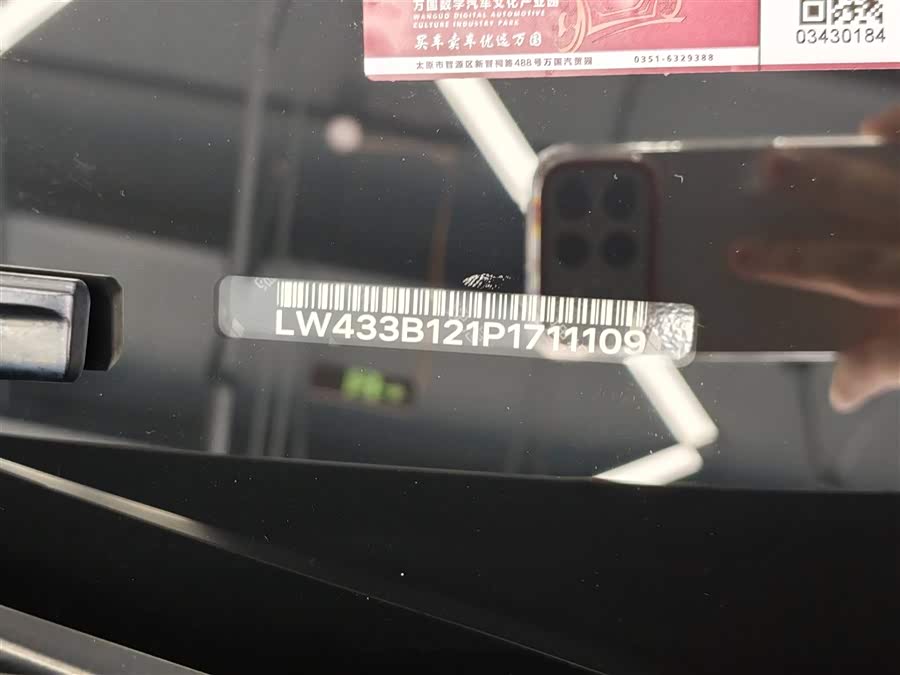 万国数字汽车文化产业园
WANGUO DIGITAL AUTOMOTIVE
CULTURE INDUSTRY PARK
买车卖车优选万国
太原市晋源区新晋祠路488号万国汽贸园
0351-6329388
03430184
LW433B121P1711109